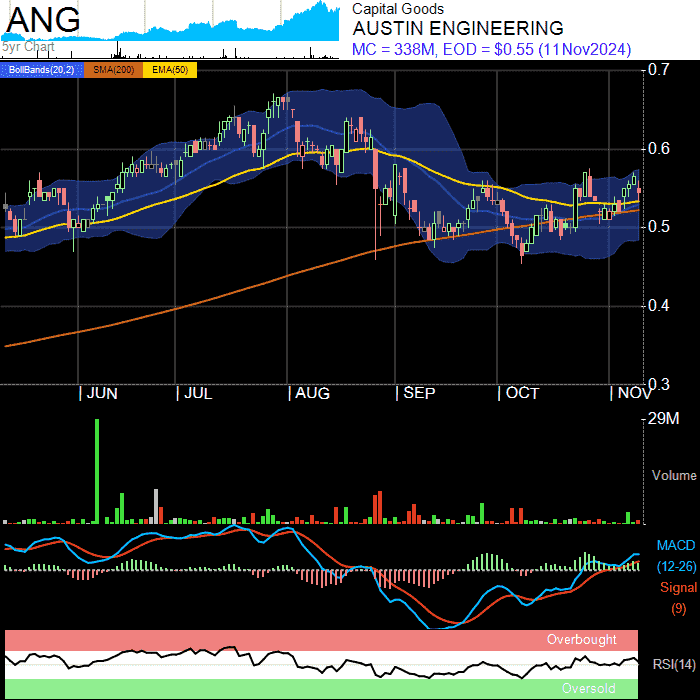 ANG
5yr Chart
Capital Goods
AUSTIN ENGINEERING
MC = 338M, EOD = $0.55 (11Nov2024)
BollBands(20,2) SMA(200) EMA(50)
0.7
0.6
0.5
0.4
0.3
| JUN | JUL | AUG | SEP | OCT | NOV
29M
Volume
MACD
(12-26)
Signal
(9)
Overbought
RSI(14)
Oversold